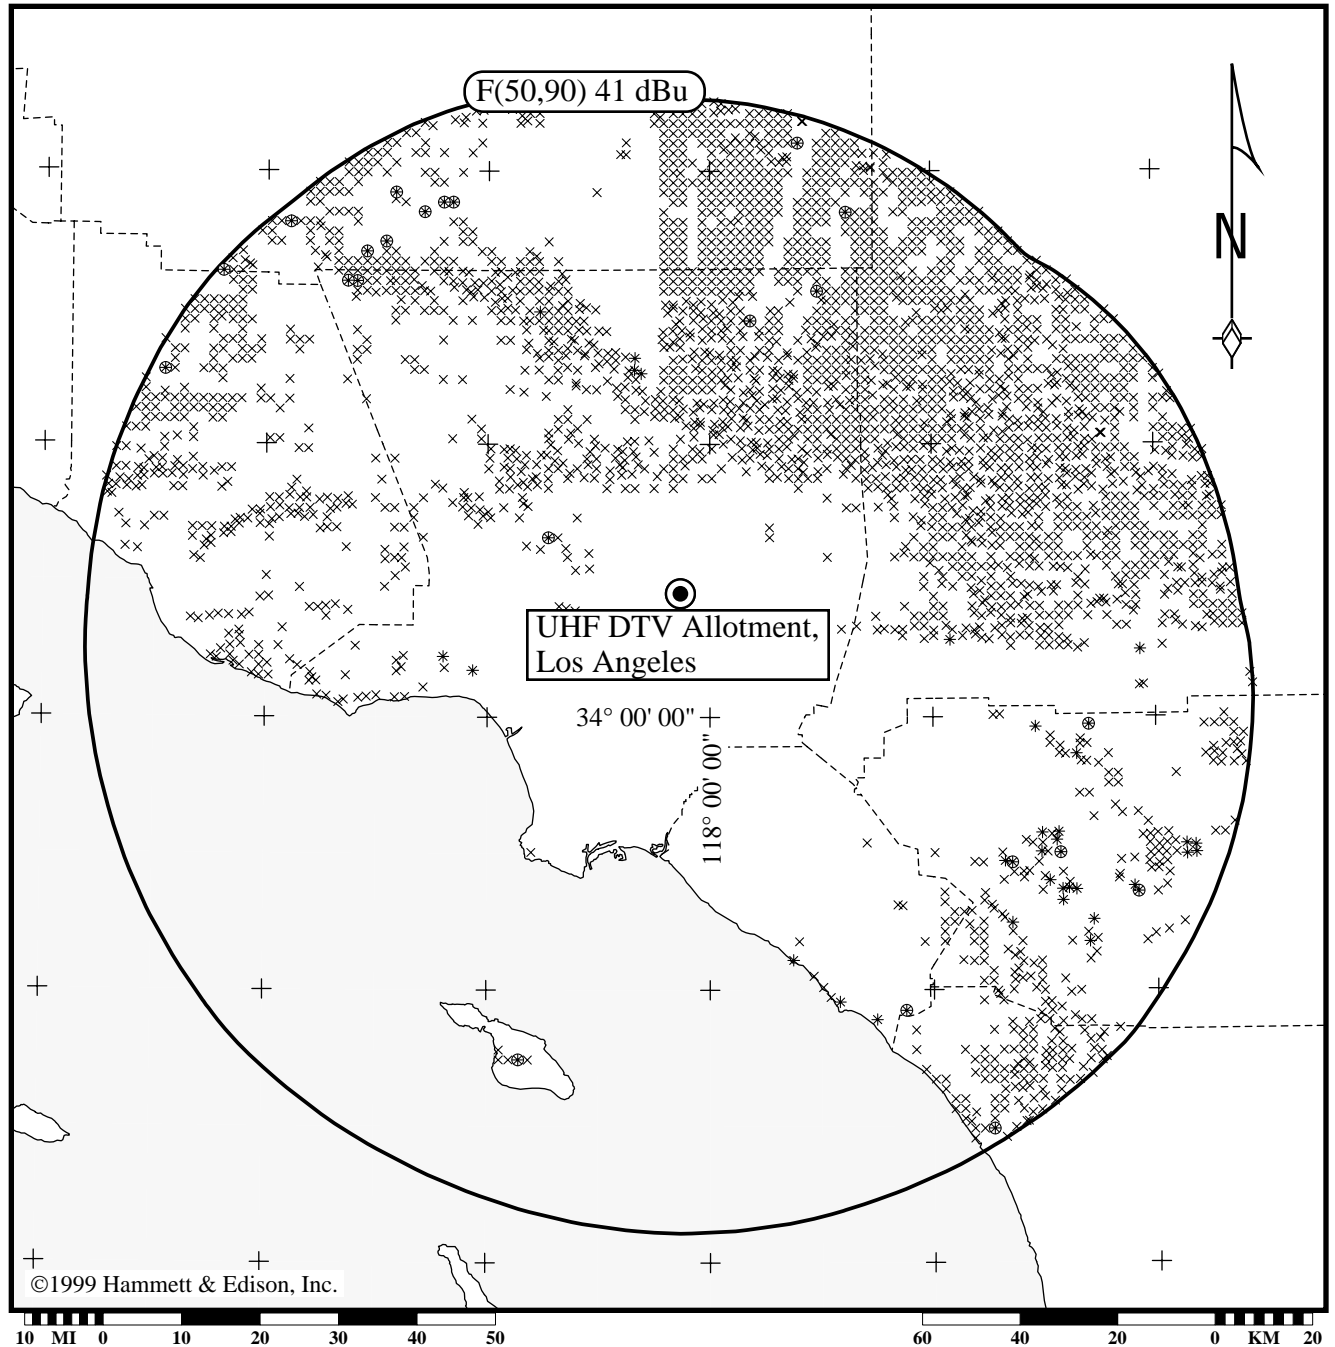 F(50,90) 41 dBu
N
UHF DTV Allotment,
Los Angeles
34° 00' 00"
118° 00' 00"
©1999 Hammett & Edison, Inc.
10 MI 0 10 20 30 40 50 60 40 20 0 KM 20